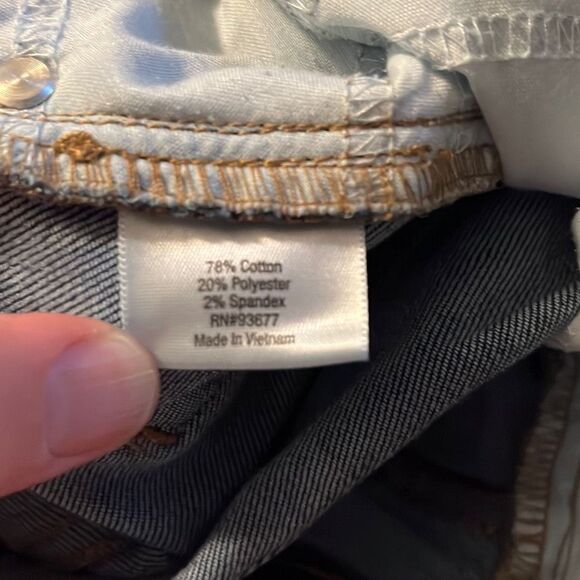 78% Cotton
20% Polyester
2% Spandex
RN#93677
Made In Vietnam